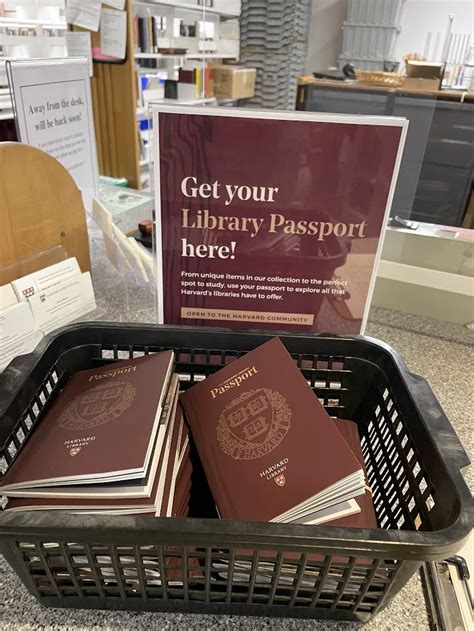 Away from the desk,
will be back soon!
Get your
Library Passport
here!
From unique items in our collection to the perfect
spot to study, use your passport to explore all that
Harvard's libraries have to offer.
OPEN TO THE HARVARD COMMUNITY
Passport
HARVARD
LIBRARY
Passport
HARVARD
LIBRARY